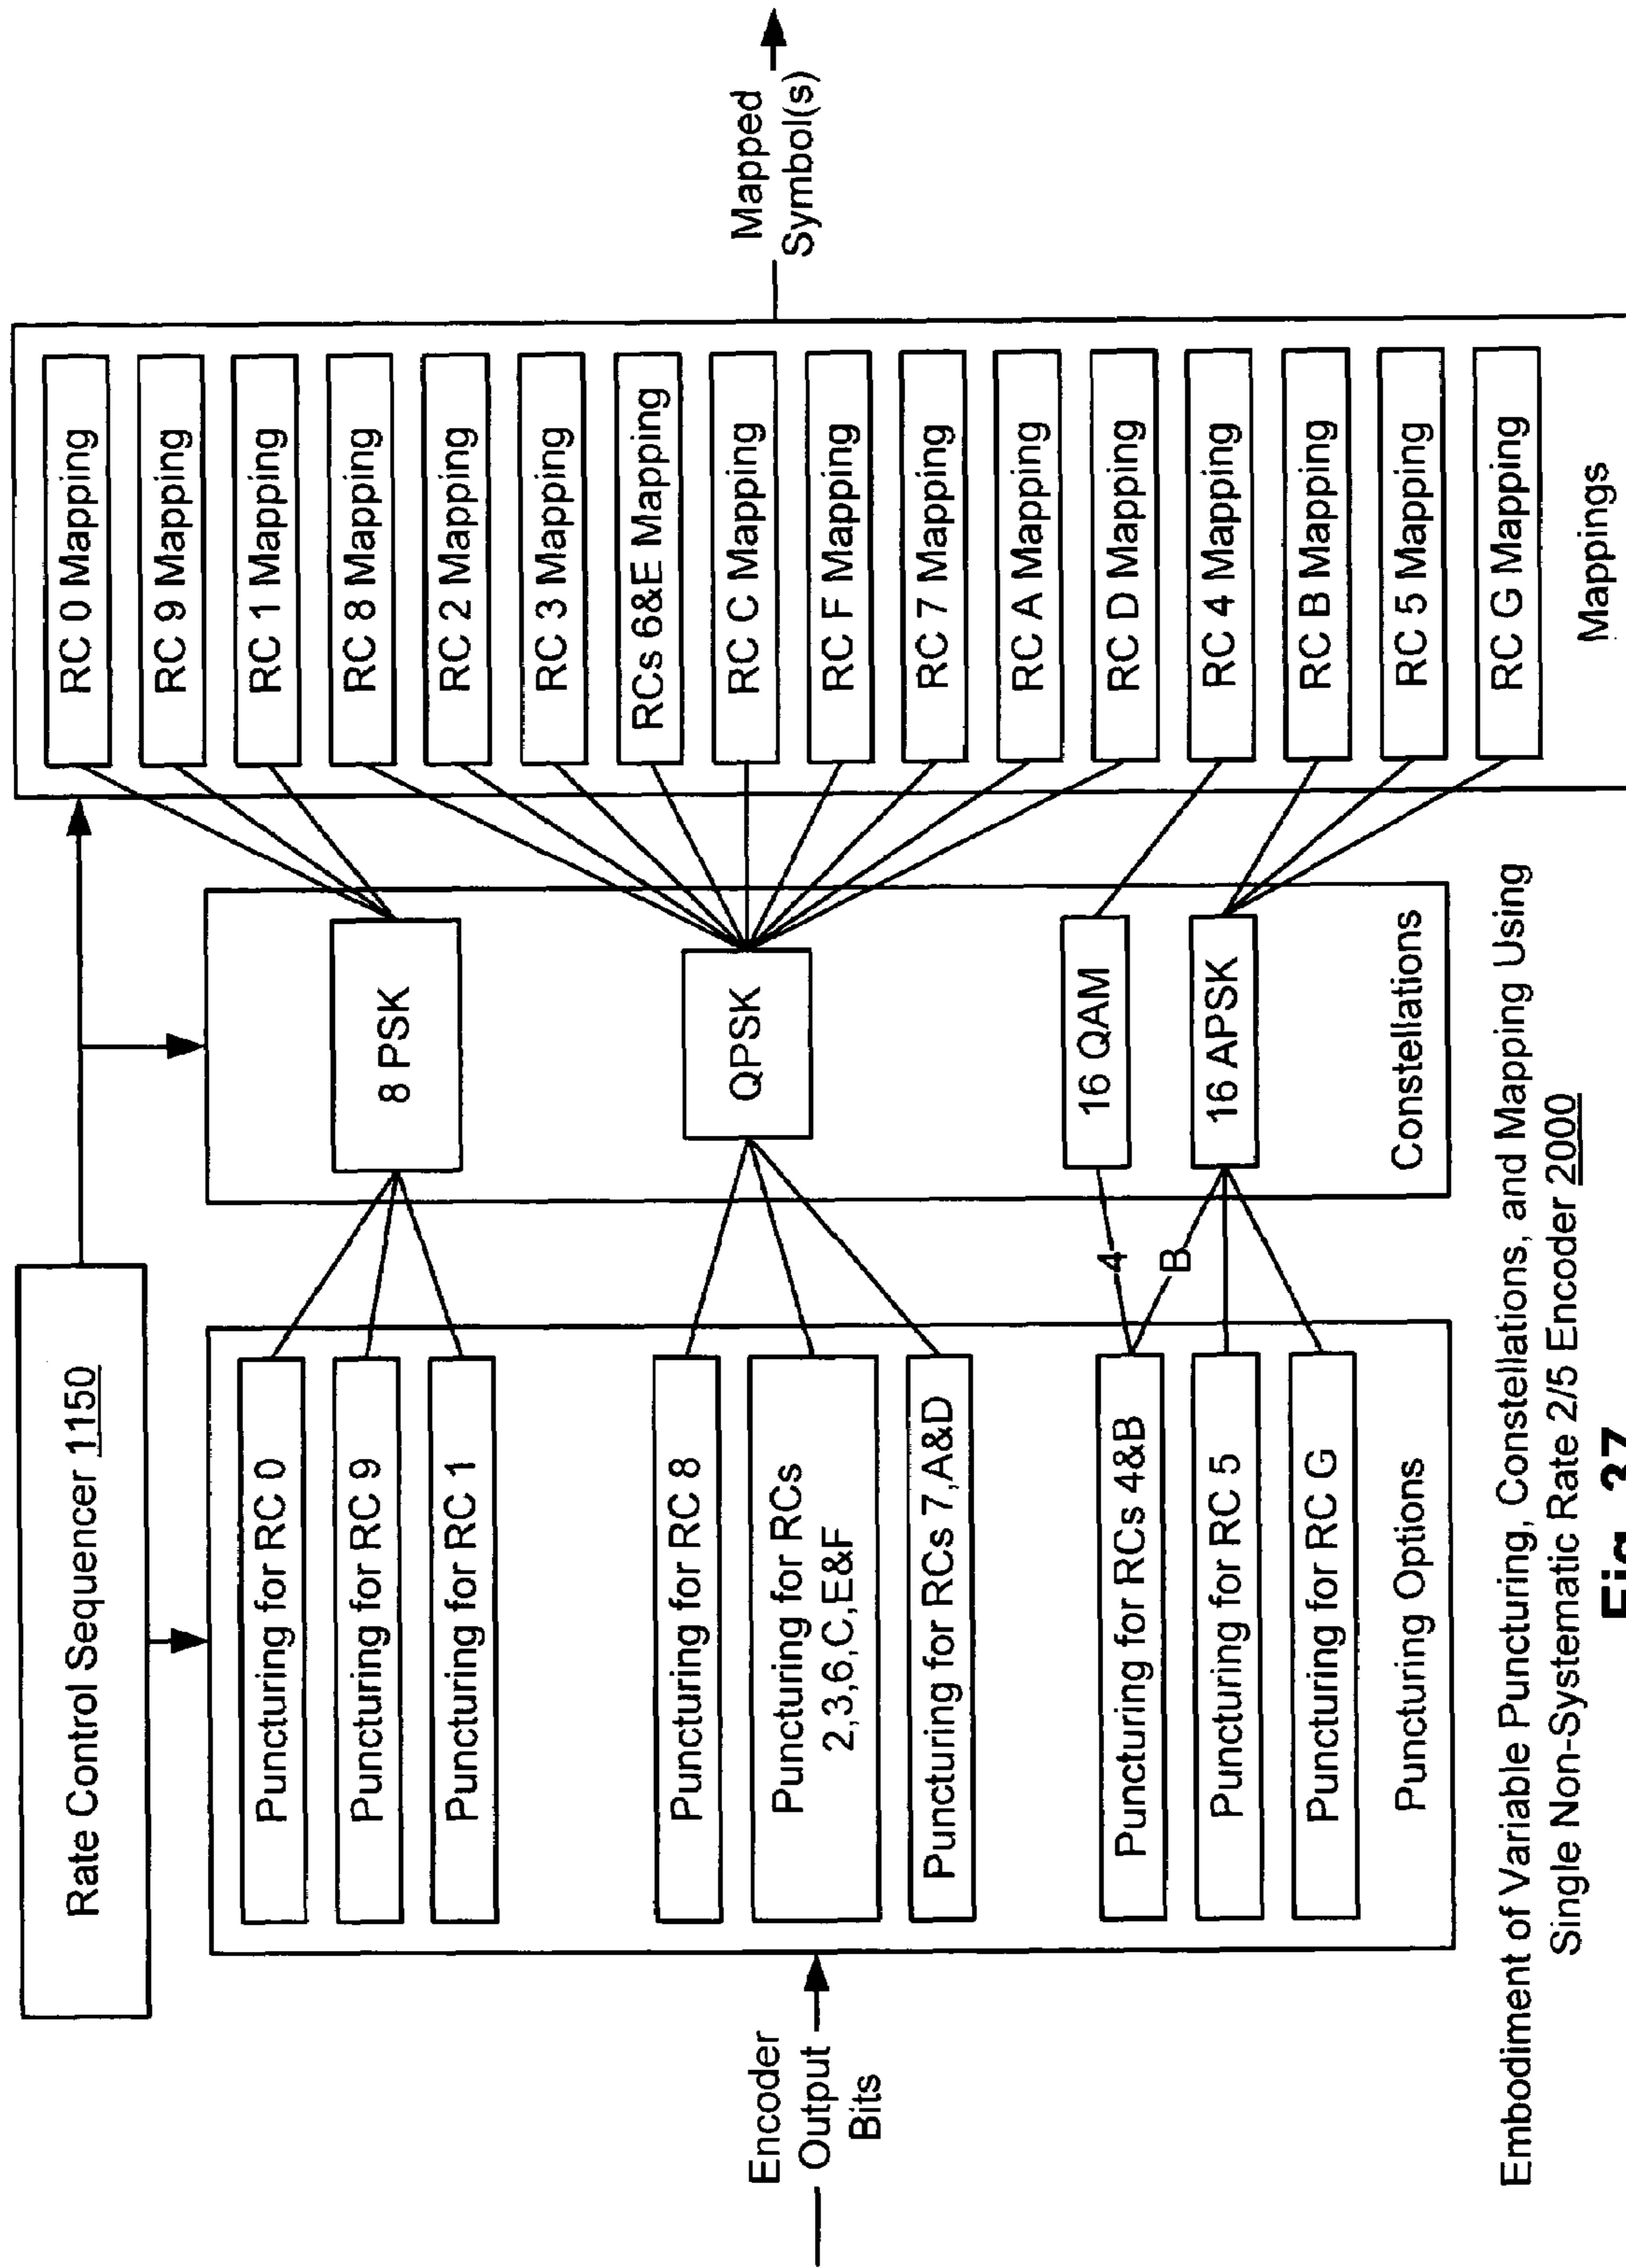 Rate Control Sequencer 1150
Encoder
Output
Bits
Puncturing for RC 0
Puncturing for RC 9
Puncturing for RC 1
Puncturing for RC 8
Puncturing for RCs
2,3,6,C,E&F
Puncturing for RCs 7,A&D
Puncturing for RCs 4&B
Puncturing for RC 5
Puncturing for RC G
Puncturing Options
4
B
8 PSK
QPSK
16 QAM
16 APSK
Constellations
RC 0 Mapping
RC 9 Mapping
RC 1 Mapping
RC 8 Mapping
RC 2 Mapping
RC 3 Mapping
RCs 6&E Mapping
RC C Mapping
RC F Mapping
RC 7 Mapping
RC A Mapping
RC D Mapping
RC 4 Mapping
RC B Mapping
RC 5 Mapping
RC G Mapping
Mappings
Mapped
Symbol(s)
Embodiment of Variable Puncturing, Constellations, and Mapping Using
Single Non-Systematic Rate 2/5 Encoder 2000
Fig. 37